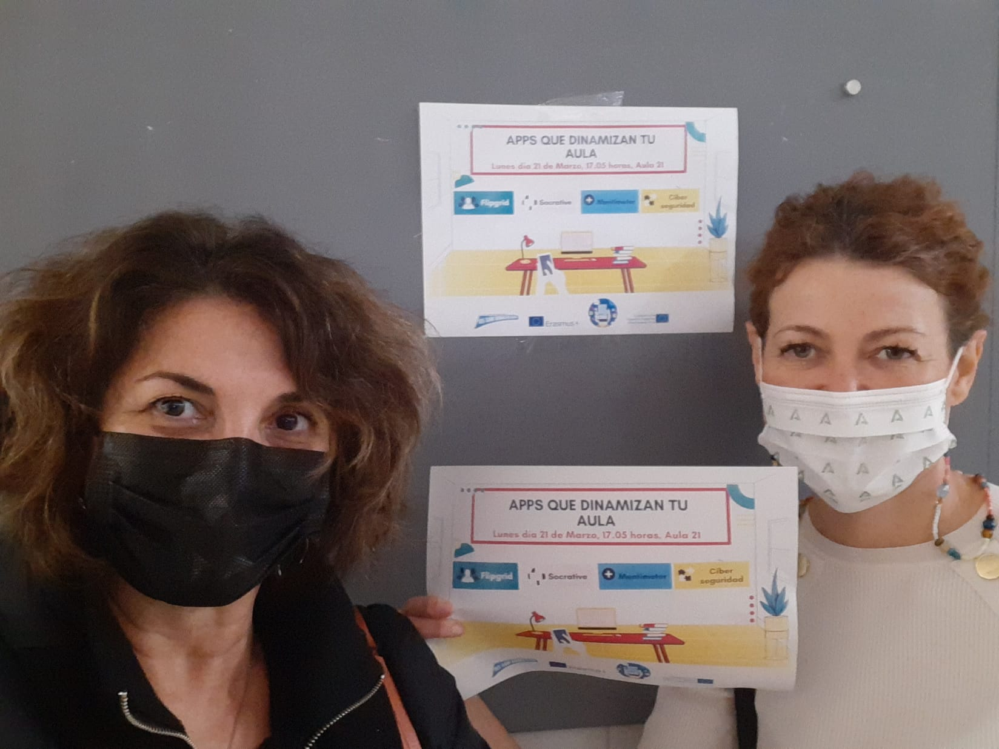 APPS QUE DINAMIZAN TU
AULA
Lunes día 21 de Marzo, 17.05 horas, Aula 21
Flipgrid
Socrative
Mentimeter
Ciber
seguridad
Erasmus+
APPS QUE DINAMIZAN TU
AULA
Lunes día 21 de Marzo, 17.05 horas, Aula 21
Flipgrid
Socrative
Mentimeter
Ciber
seguridad